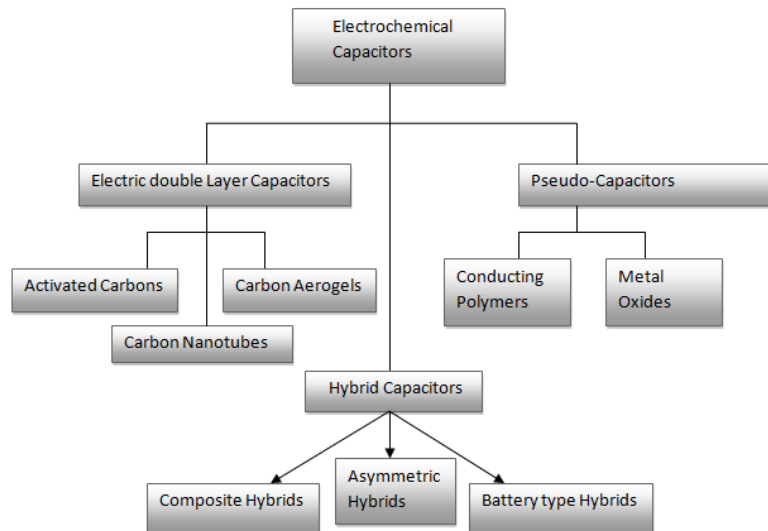 Electrochemical
Capacitors
Electric double Layer Capacitors
Pseudo-Capacitors
Activated Carbons
Carbon Aerogels
Carbon Nanotubes
Conducting
Polymers
Metal
Oxides
Hybrid Capacitors
Composite Hybrids
Asymmetric
Hybrids
Battery type Hybrids